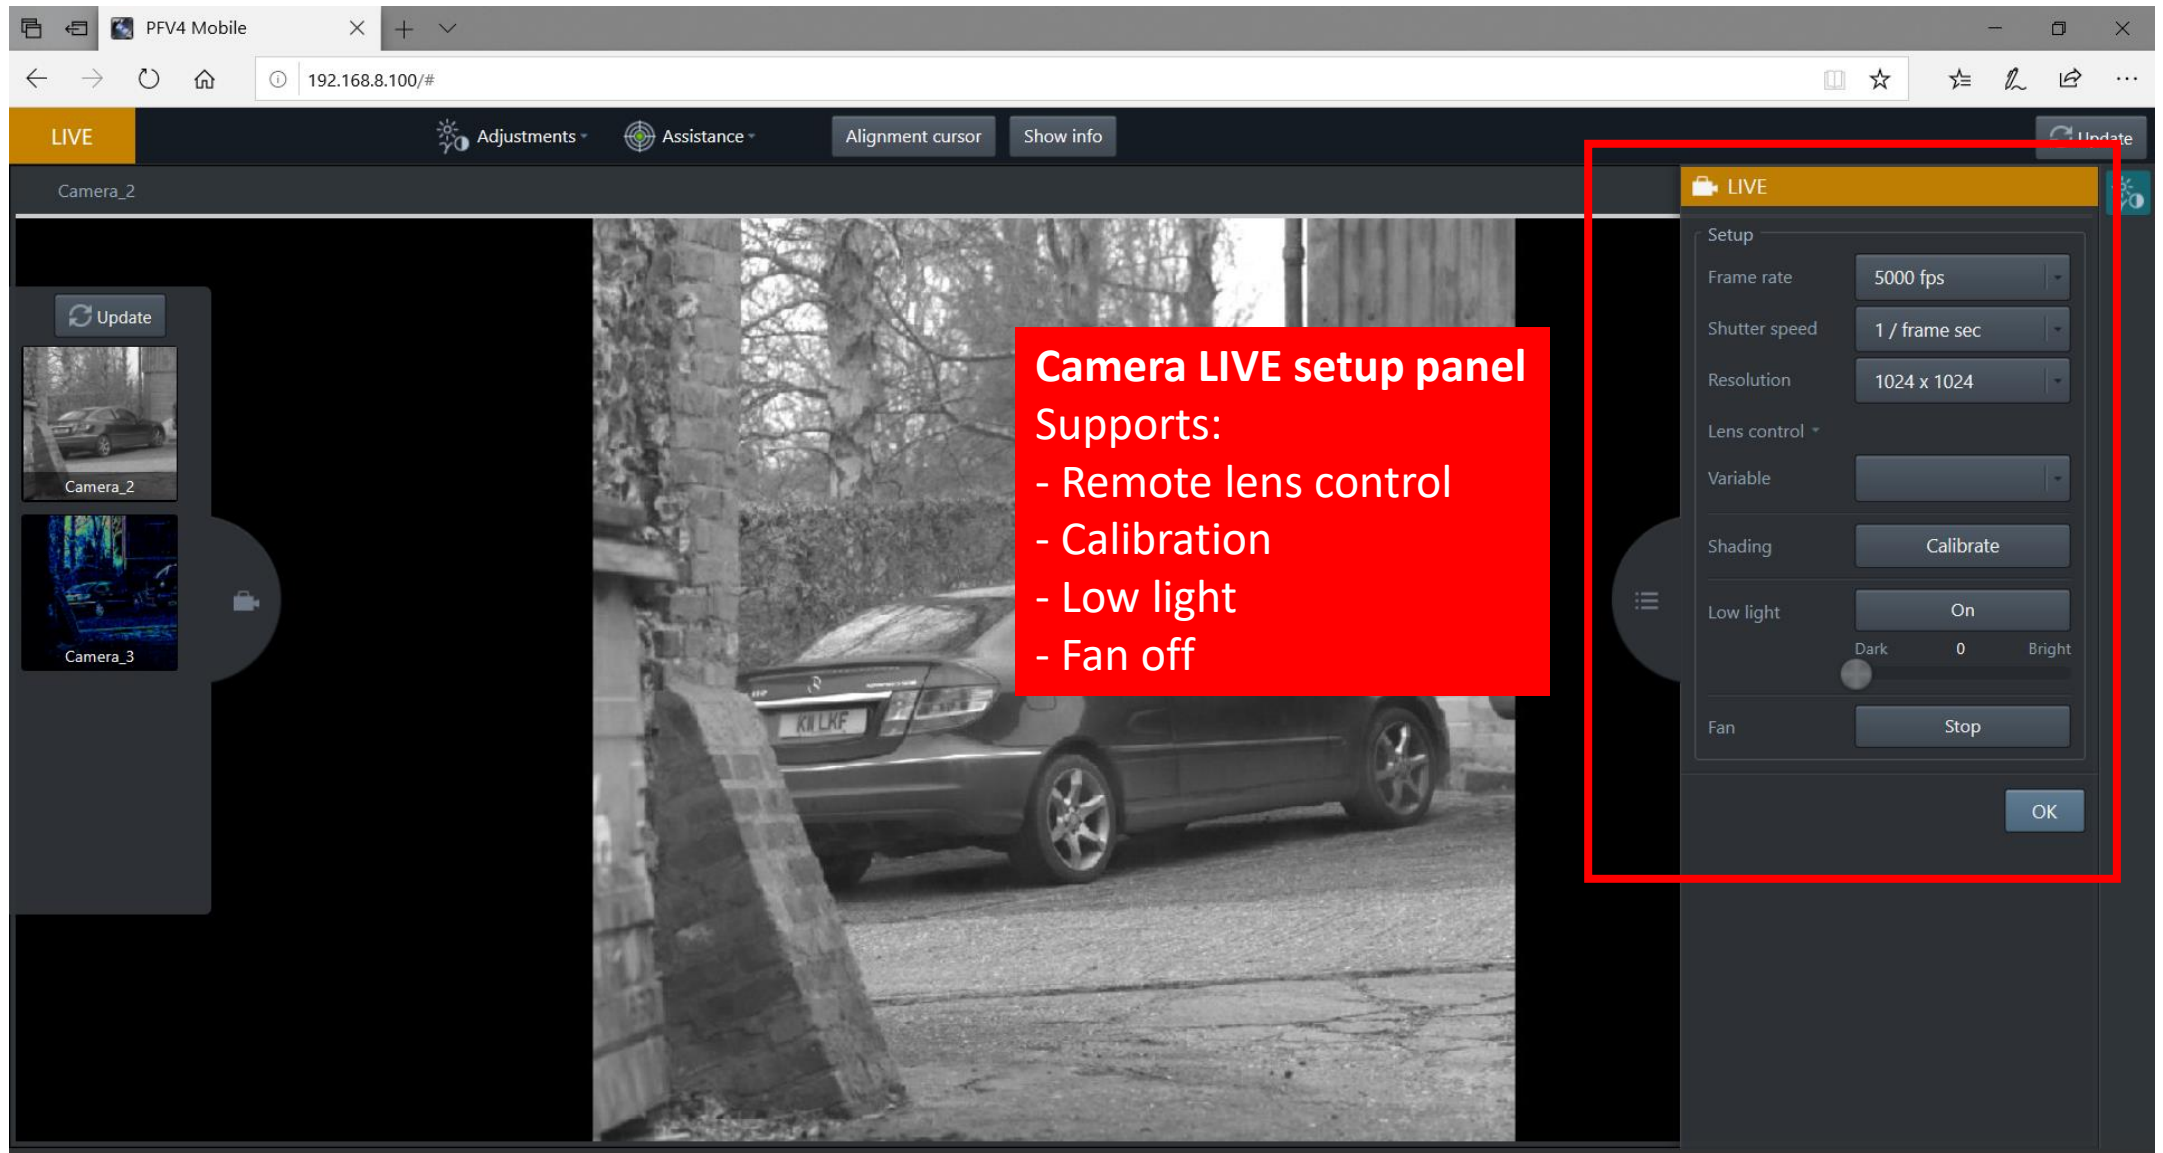 PFV4 Mobile
192.168.8.100/#
LIVE
Adjustments
Assistance
Alignment cursor
Show info
Update
Camera_2
Update
Camera_2
Camera_3
Camera LIVE setup panel
Supports:
- Remote lens control
- Calibration
- Low light
- Fan off
LIVE
Setup
Frame rate 5000 fps
Shutter speed 1 / frame sec
Resolution 1024 x 1024
Lens control
Variable
Shading Calibrate
Low light On
Dark 0 Bright
Fan Stop
OK